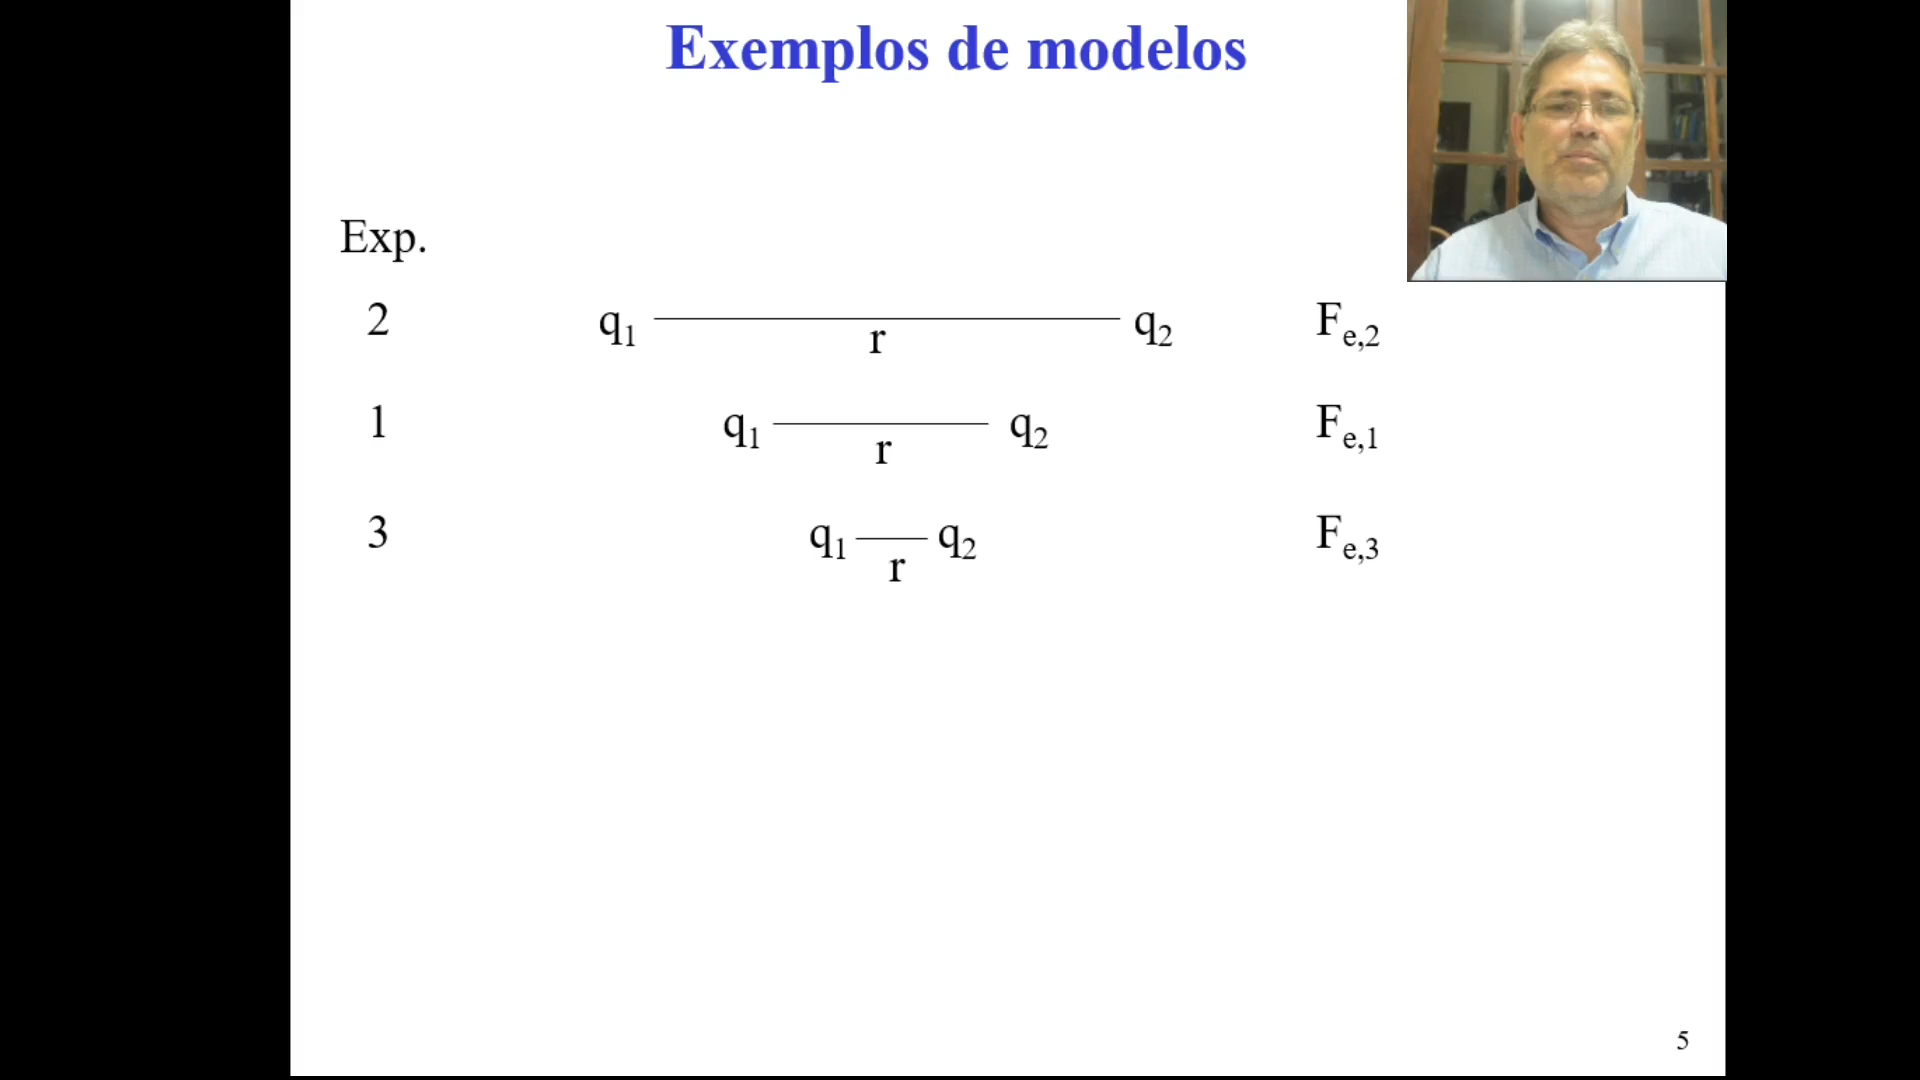 Exemplos de modelos
Exp.
2 q₁ r q₂ Fₑ,₂
1 q₁ r q₂ Fₑ,₁
3 q₁ r q₂ Fₑ,₃
5